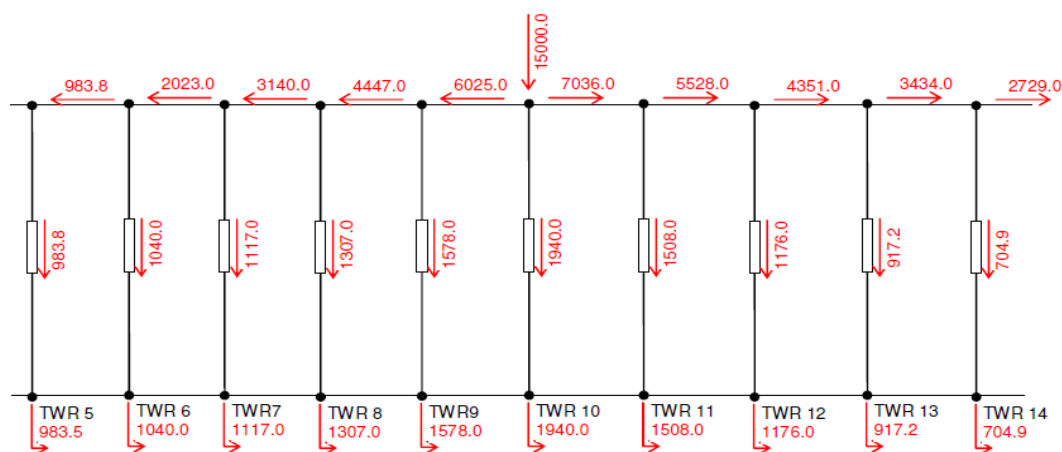 15000.0
983.8 2023.0 3140.0 4447.0 6025.0 7036.0 5528.0 4351.0 3434.0 2729.0
983.8 1040.0 1117.0 1307.0 1578.0 1940.0 1508.0 1176.0 917.2 704.9
TWR 5 TWR 6 TWR7 TWR 8 TWR9 TWR 10 TWR 11 TWR 12 TWR 13 TWR 14
983.5 1040.0 1117.0 1307.0 1578.0 1940.0 1508.0 1176.0 917.2 704.9